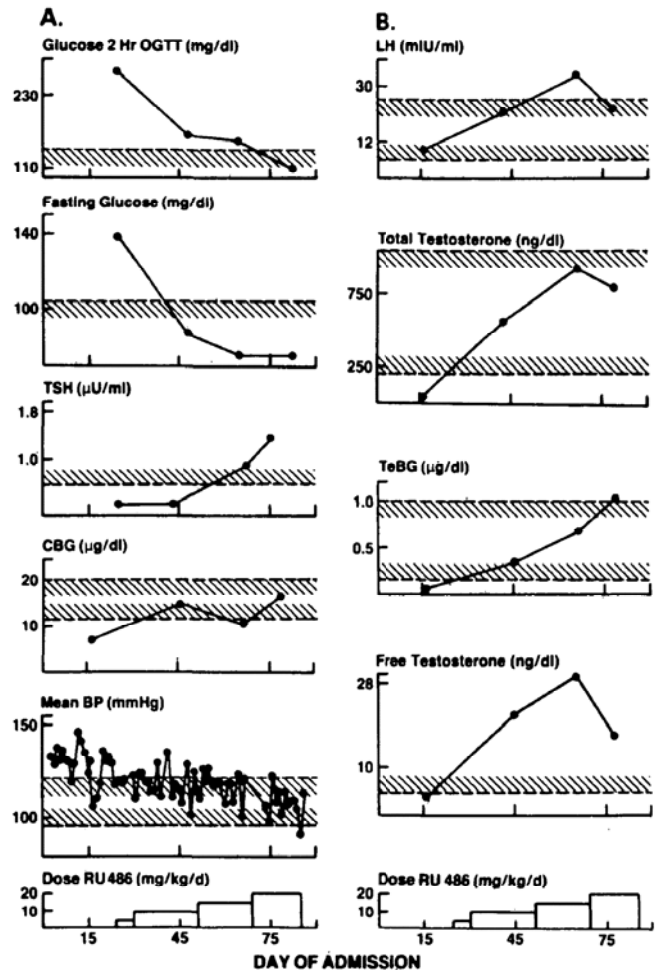 A.
Glucose 2 Hr OGTT (mg/dl)
230
110
Fasting Glucose (mg/dl)
140
100
TSH (μU/ml)
1.8
1.0
CBG (μg/dl)
20
10
Mean BP (mmHg)
150
100
Dose RU 486 (mg/kg/d)
20
10
15 45 75
B.
LH (mIU/ml)
30
12
Total Testosterone (ng/dl)
750
250
TeBG (μg/dl)
1.0
0.5
Free Testosterone (ng/dl)
28
10
Dose RU 486 (mg/kg/d)
20
10
15 45 75
DAY OF ADMISSION